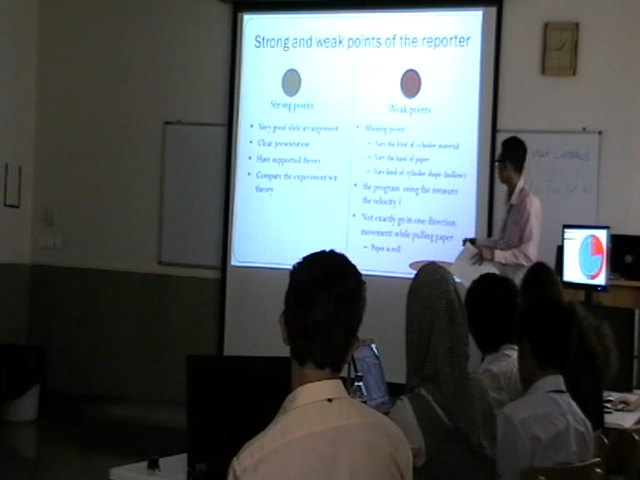 Strong and weak points of the reporter
Strong points
• Very good slide arrangement
• Clear presentation
• Have supported theory
• Compare the experiment wit
theory
Weak points
• Missing point
– Vary the kind of cylinder material
– Vary the kind of paper
– Vary kind of cylinder shape (hollow)
• the program using the measure
the velocity ?
• Not exactly go in one direction
movement while pulling paper
– Paper a roll